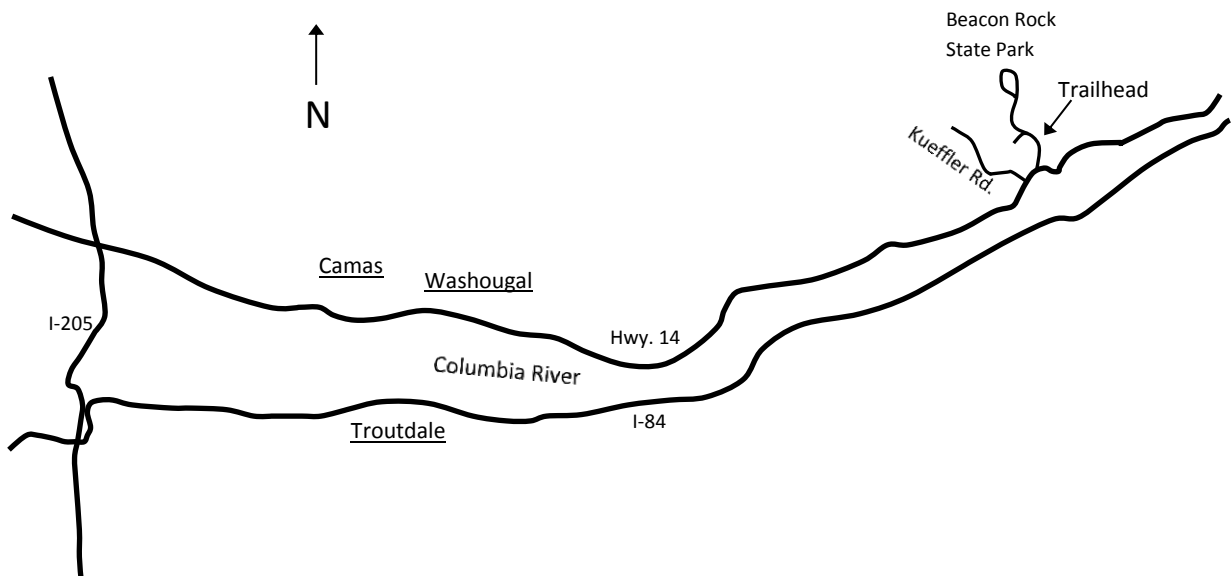 Beacon Rock
State Park
Trailhead
N
Kueffler Rd.
Camas
Washougal
I-205
Hwy. 14
Columbia River
I-84
Troutdale